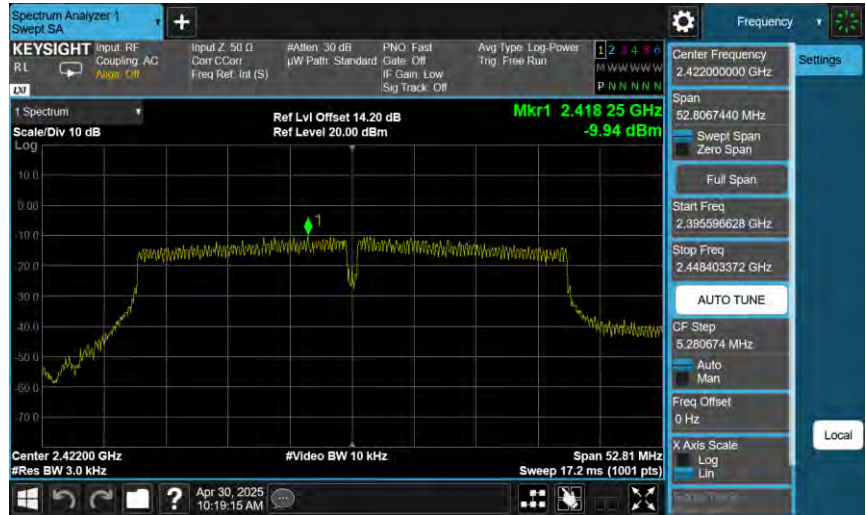 Spectrum Analyzer 1
Swept SA
Frequency
KEYSIGHT
RL
LXI
Input: RF
Coupling: AC
Align: Off
Input Z: 50 Ω
Corr CCorr
Freq Ref: Int (S)
#Atten: 30 dB
µW Path: Standard
PNO: Fast
Gate: Off
IF Gain: Low
Sig Track: Off
Avg Type: Log-Power
Trig: Free Run
1 2 3 4 5 6
M W W W W W
P N N N N N
1 Spectrum
Scale/Div 10 dB
Ref Lvl Offset 14.20 dB
Ref Level 20.00 dBm
Mkr1 2.418 25 GHz
-9.94 dBm
Log
10.0
0.00
-10.0
-20.0
-30.0
-40.0
-50.0
-60.0
-70.0
1
Center 2.42200 GHz
#Res BW 3.0 kHz
#Video BW 10 kHz
Span 52.81 MHz
Sweep 17.2 ms (1001 pts)
Apr 30, 2025
10:19:15 AM
Center Frequency
2.422000000 GHz
Settings
Span
52.8067440 MHz
Swept Span
Zero Span
Full Span
Start Freq
2.395596628 GHz
Stop Freq
2.448403372 GHz
AUTO TUNE
CF Step
5.280674 MHz
Auto
Man
Freq Offset
0 Hz
X Axis Scale
Log
Lin
Local